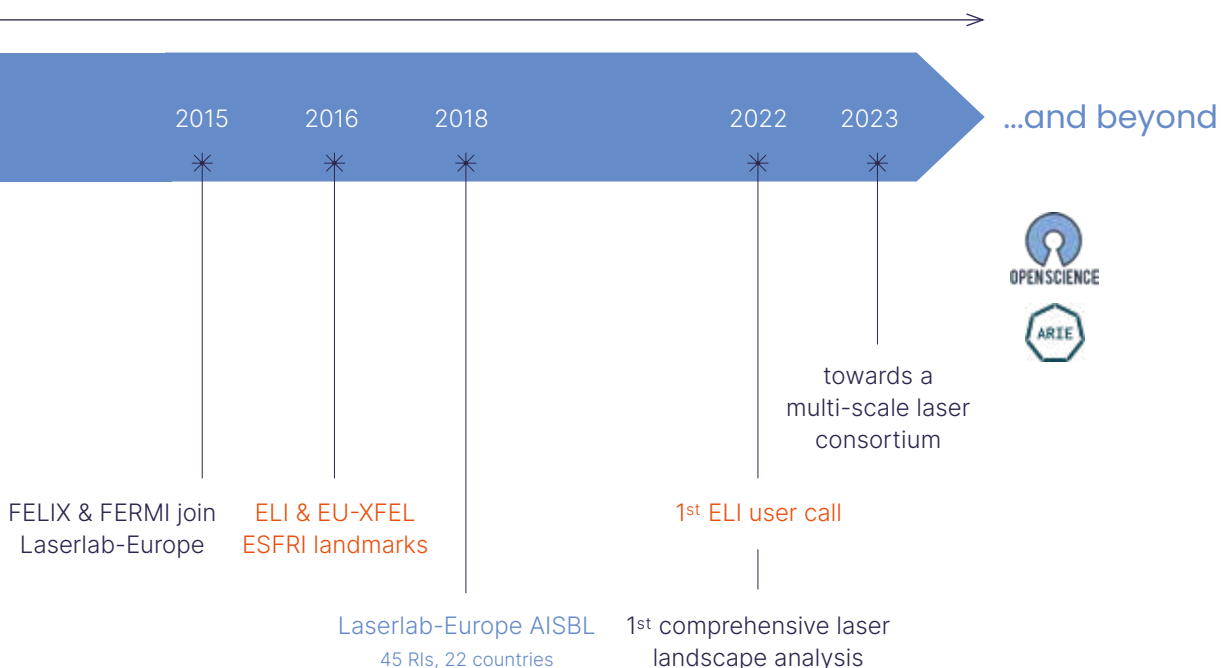 2015
2016
2018
2022
2023
...and beyond
OPEN SCIENCE
ARIE
towards a
multi-scale laser
consortium
FELIX & FERMI join
Laserlab-Europe
ELI & EU-XFEL
ESFRI landmarks
1st ELI user call
Laserlab-Europe AISBL
45 RIs, 22 countries
1st comprehensive laser
landscape analysis